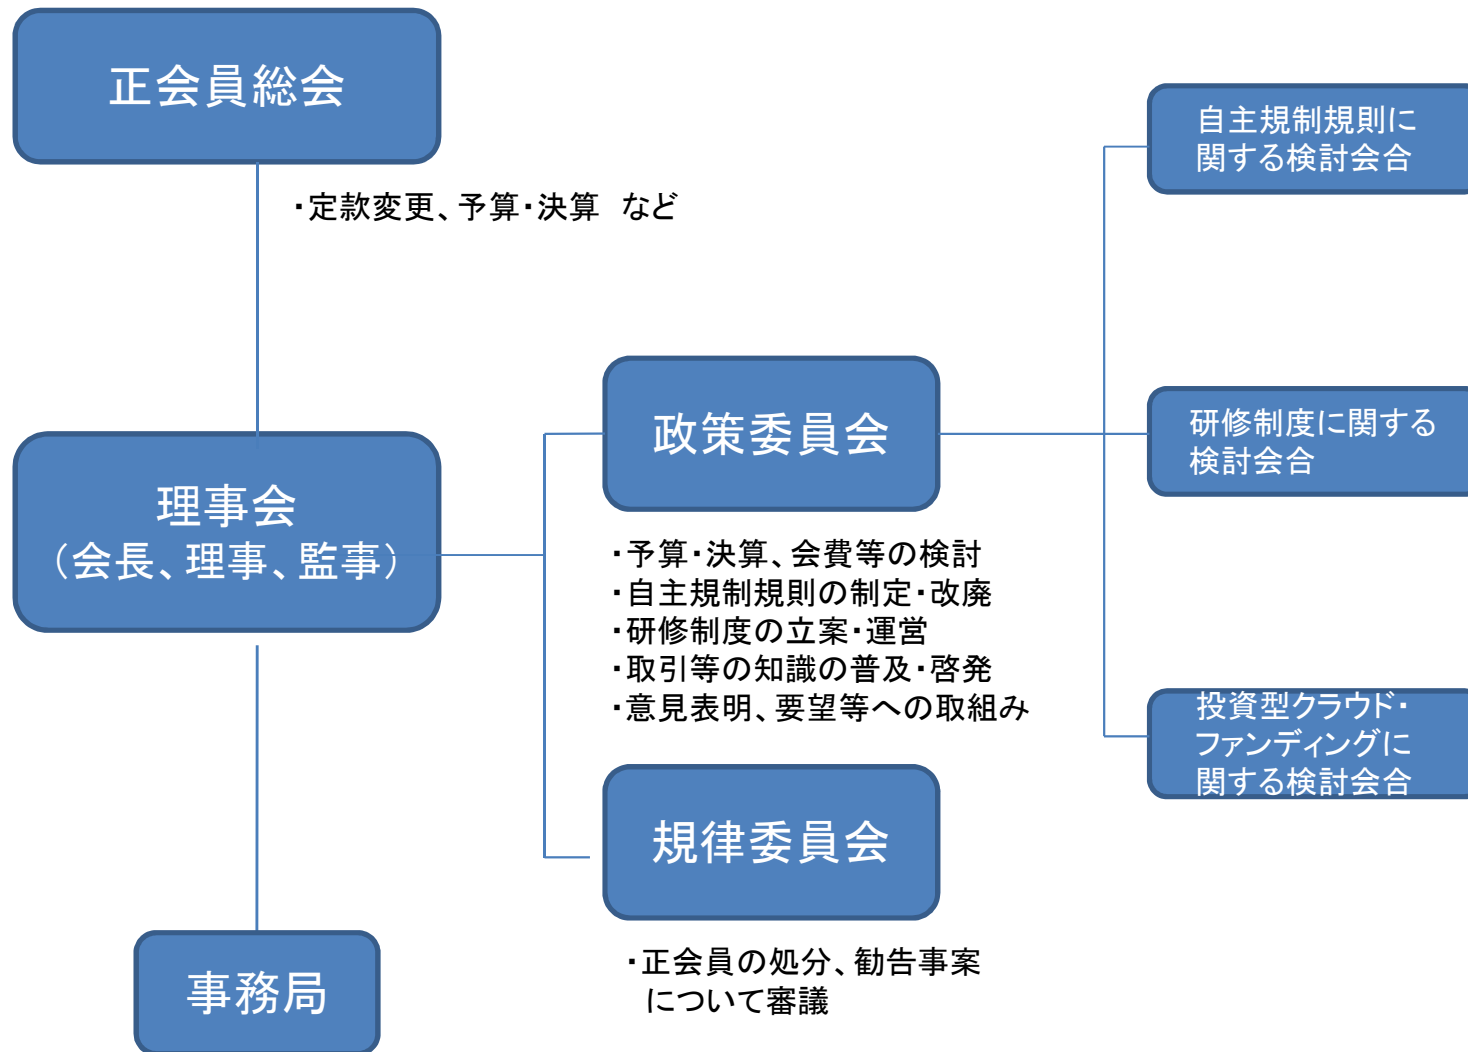 正会員総会
・定款変更、予算・決算　など
理事会
（会長、理事、監事）
事務局
政策委員会
・予算・決算、会費等の検討
・自主規制規則の制定・改廃
・研修制度の立案・運営
・取引等の知識の普及・啓発
・意見表明、要望等への取組み
規律委員会
・正会員の処分、勧告事案
について審議
自主規制規則に
関する検討会合
研修制度に関する
検討会合
投資型クラウド・
ファンディングに
関する検討会合